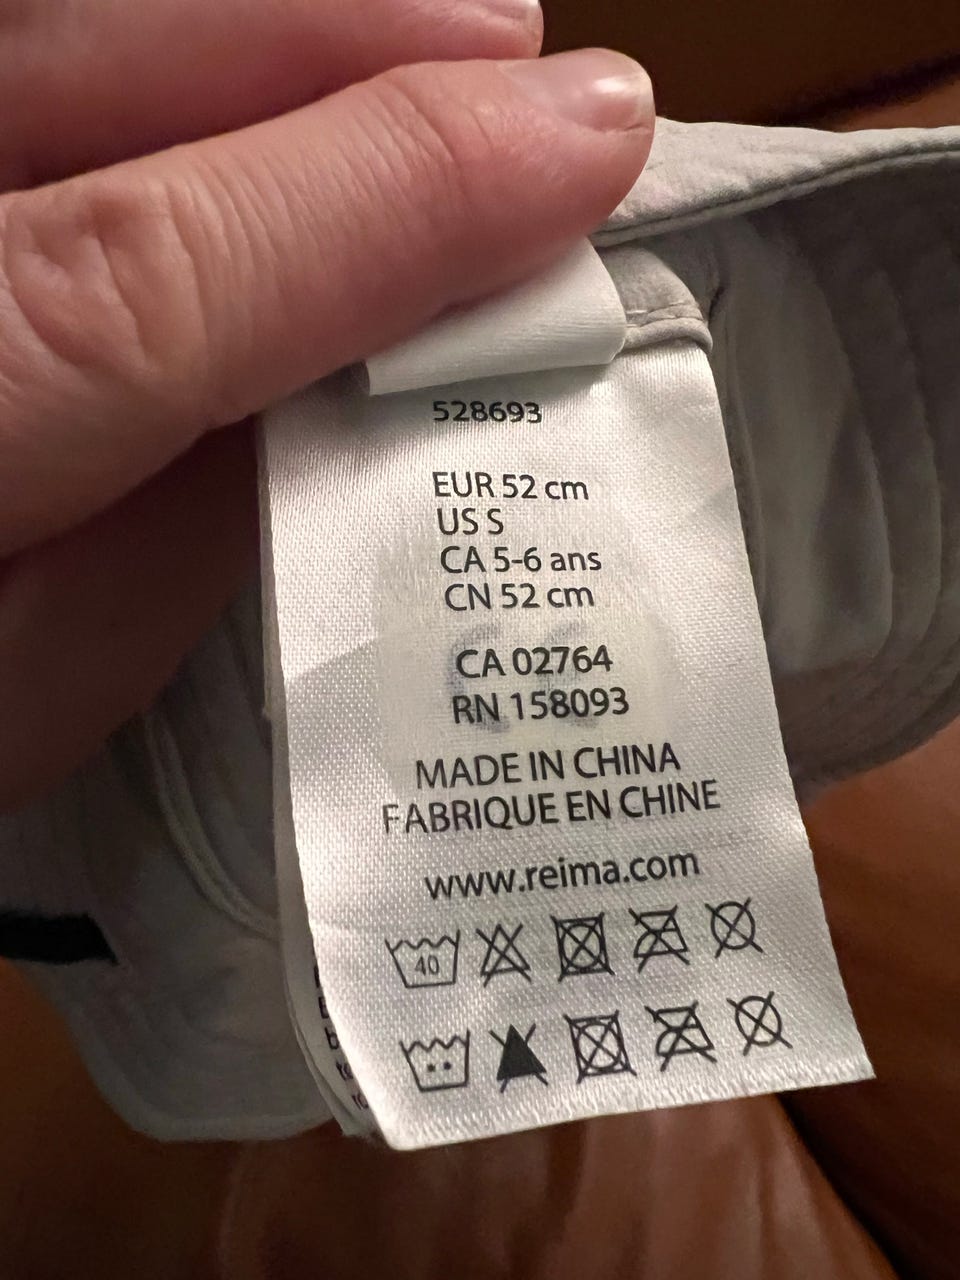 528693
EUR 52 cm
US S
CA 5-6 ans
CN 52 cm
CA 02764
RN 158093
MADE IN CHINA
FABRIQUE EN CHINE
www.reima.com
40